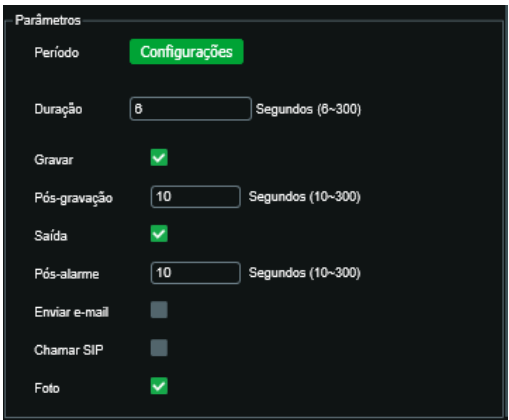 Parâmetros
Período Configurações
Duração 6 Segundos (6~300)
Gravar
Pós-gravação 10 Segundos (10~300)
Saída
Pós-alarme 10 Segundos (10~300)
Enviar e-mail
Chamar SIP
Foto